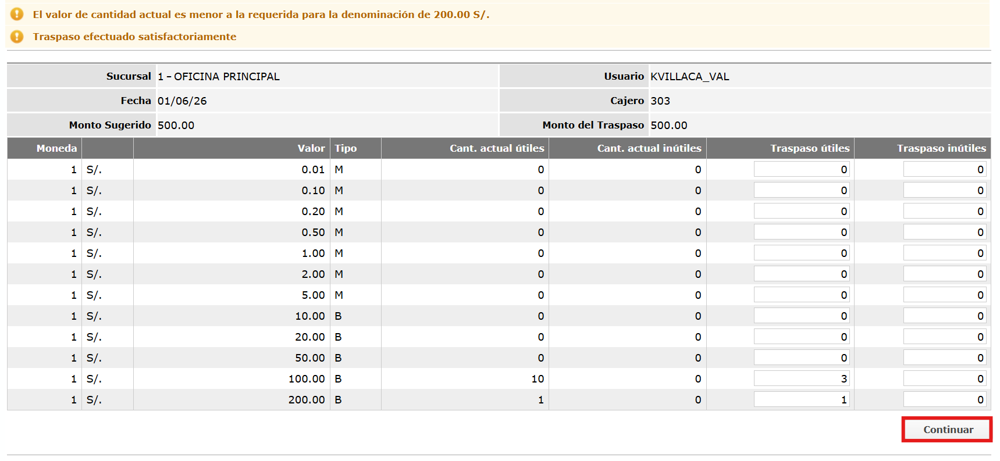 El valor de cantidad actual es menor a la requerida para la denominación de 200.00 S/.
Traspaso efectuado satisfactoriamente
Sucursal 1 - OFICINA PRINCIPAL Usuario KVILLACA_VAL
Fecha 01/06/26 Cajero 303
Monto Sugerido 500.00 Monto del Traspaso 500.00
Moneda Valor Tipo Cant. actual útiles Cant. actual inútiles Traspaso útiles Traspaso inútiles
1 S/. 0.01 M 0 0 0 0
1 S/. 0.10 M 0 0 0 0
1 S/. 0.20 M 0 0 0 0
1 S/. 0.50 M 0 0 0 0
1 S/. 1.00 M 0 0 0 0
1 S/. 2.00 M 0 0 0 0
1 S/. 5.00 M 0 0 0 0
1 S/. 10.00 B 0 0 0 0
1 S/. 20.00 B 0 0 0 0
1 S/. 50.00 B 0 0 0 0
1 S/. 100.00 B 10 0 3 0
1 S/. 200.00 B 1 0 1 0
Continuar